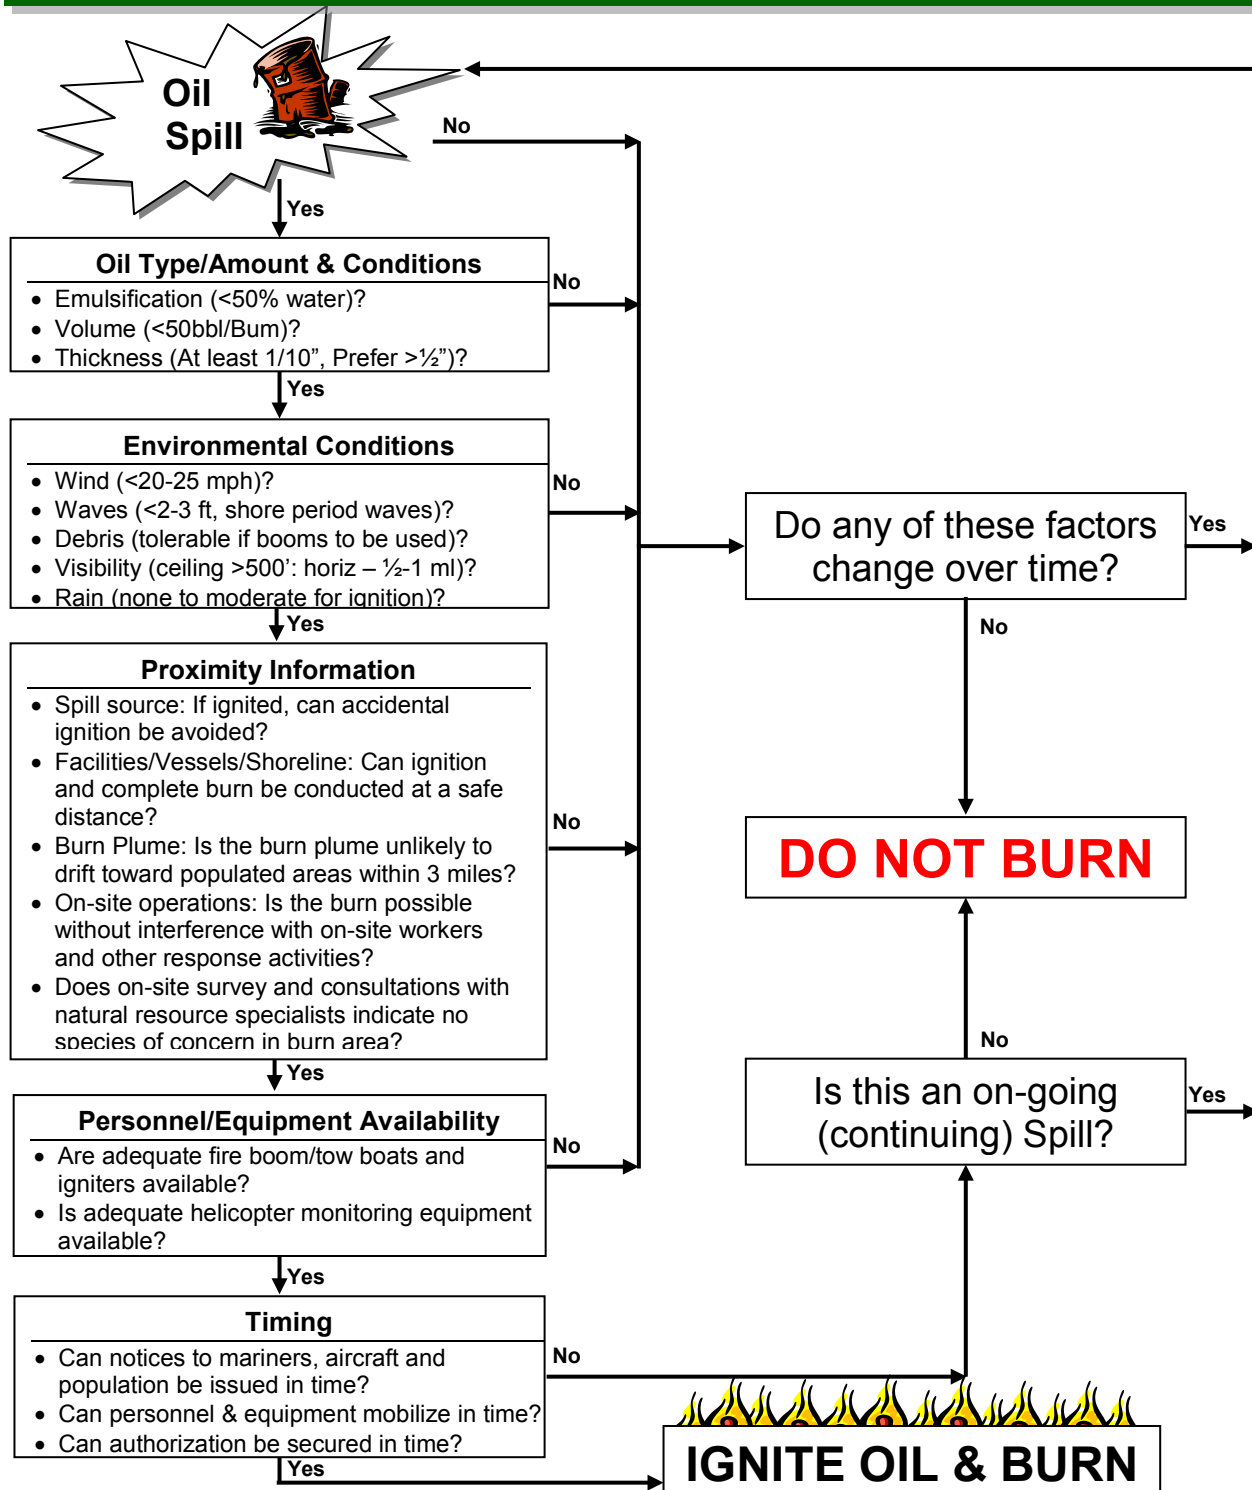 Oil
Spill
No
Yes
Oil Type/Amount & Conditions
• Emulsification (<50% water)?
• Volume (<50bbl/Bum)?
• Thickness (At least 1/10”, Prefer >½”)?
No
Yes
Environmental Conditions
• Wind (<20-25 mph)?
• Waves (<2-3 ft, shore period waves)?
• Debris (tolerable if booms to be used)?
• Visibility (ceiling >500’: horiz – ½-1 ml)?
• Rain (none to moderate for ignition)?
No
Yes
Proximity Information
• Spill source: If ignited, can accidental
ignition be avoided?
• Facilities/Vessels/Shoreline: Can ignition
and complete burn be conducted at a safe
distance?
• Burn Plume: Is the burn plume unlikely to
drift toward populated areas within 3 miles?
• On-site operations: Is the burn possible
without interference with on-site workers
and other response activities?
• Does on-site survey and consultations with
natural resource specialists indicate no
species of concern in burn area?
No
Yes
Personnel/Equipment Availability
• Are adequate fire boom/tow boats and
igniters available?
• Is adequate helicopter monitoring equipment
available?
No
Yes
Timing
• Can notices to mariners, aircraft and
population be issued in time?
• Can personnel & equipment mobilize in time?
• Can authorization be secured in time?
No
Yes
Do any of these factors
change over time?
Yes
No
DO NOT BURN
No
Is this an on-going
(continuing) Spill?
Yes
IGNITE OIL & BURN